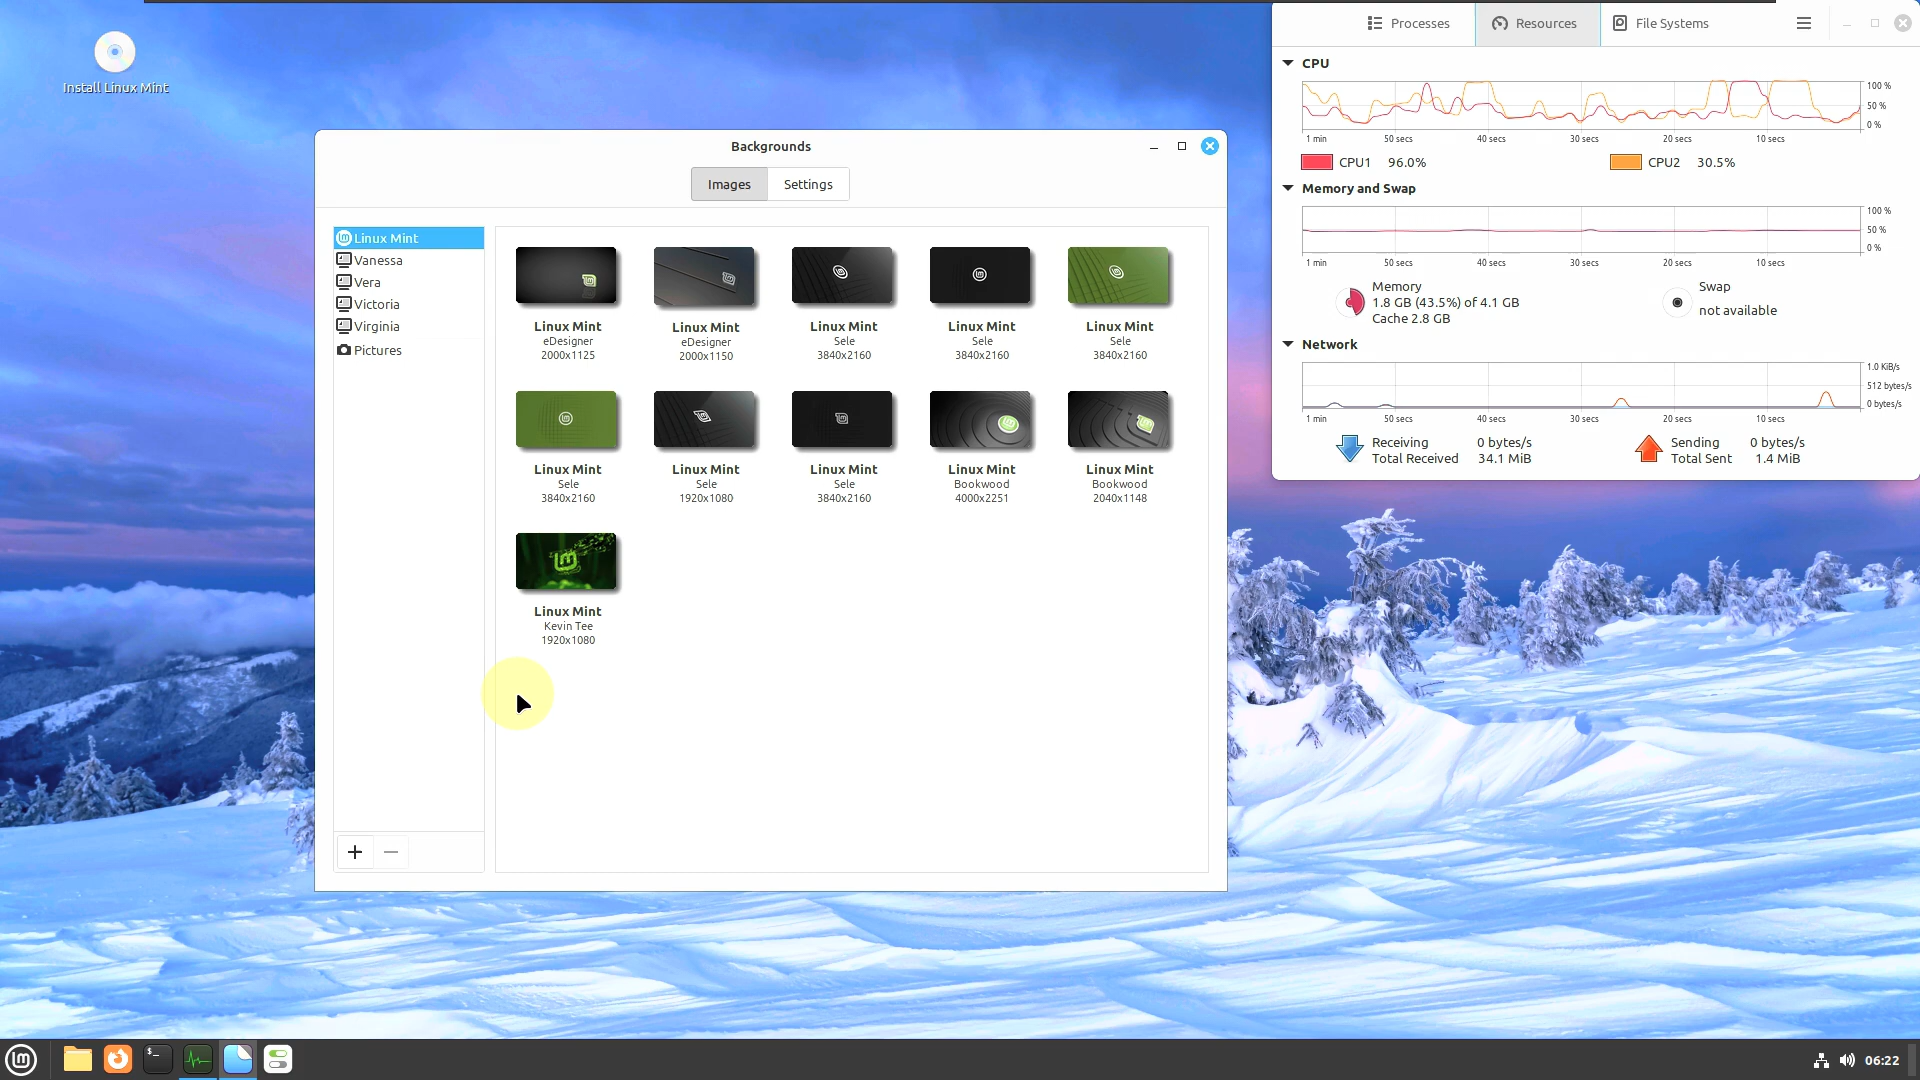 Install Linux Mint
Backgrounds
Images
Settings
Linux Mint
Vanessa
Vera
Victoria
Virginia
Pictures
Linux Mint
eDesigner
2000x1125
Linux Mint
eDesigner
2000x1150
Linux Mint
Sele
3840x2160
Linux Mint
Sele
3840x2160
Linux Mint
Sele
3840x2160
Linux Mint
Sele
3840x2160
Linux Mint
Sele
1920x1080
Linux Mint
Sele
3840x2160
Linux Mint
Bookwood
4000x2251
Linux Mint
Bookwood
2040x1148
Linux Mint
Kevin Tee
1920x1080
Processes
Resources
File Systems
CPU
100 %
50 %
0 %
1 min 50 secs 40 secs 30 secs 20 secs 10 secs
CPU1 96.0% CPU2 30.5%
Memory and Swap
100 %
50 %
0 %
1 min 50 secs 40 secs 30 secs 20 secs 10 secs
Memory
1.8 GB (43.5%) of 4.1 GB
Cache 2.8 GB
Swap
not available
Network
1.0 KiB/s
512 bytes/s
0 bytes/s
1 min 50 secs 40 secs 30 secs 20 secs 10 secs
Receiving 0 bytes/s
Total Received 34.1 MiB
Sending 0 bytes/s
Total Sent 1.4 MiB
06:22